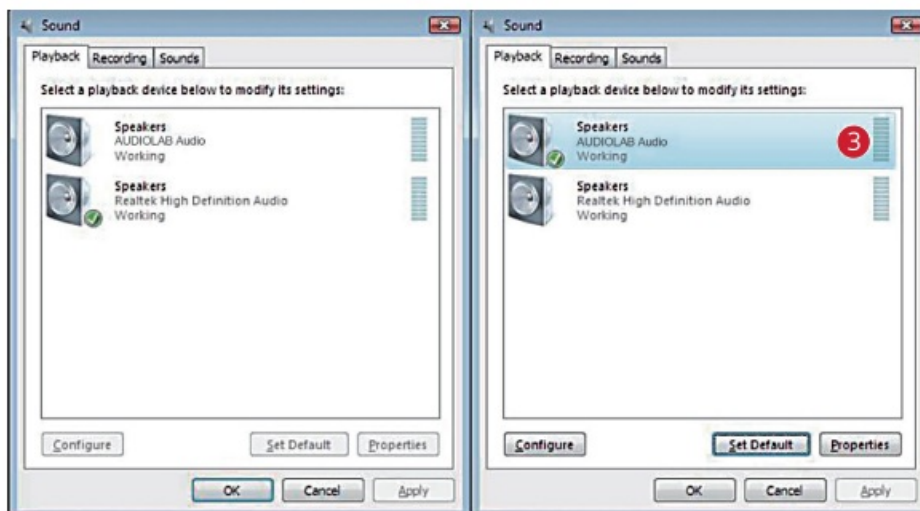 Sound
Playback Recording Sounds
Select a playback device below to modify its settings:
Speakers
AUDIOLAB Audio
Working
Speakers
Realtek High Definition Audio
Working
Configure Set Default Properties
OK Cancel Apply
Sound
Playback Recording Sounds
Select a playback device below to modify its settings:
Speakers
AUDIOLAB Audio
Working
3
Speakers
Realtek High Definition Audio
Working
Configure Set Default Properties
OK Cancel Apply